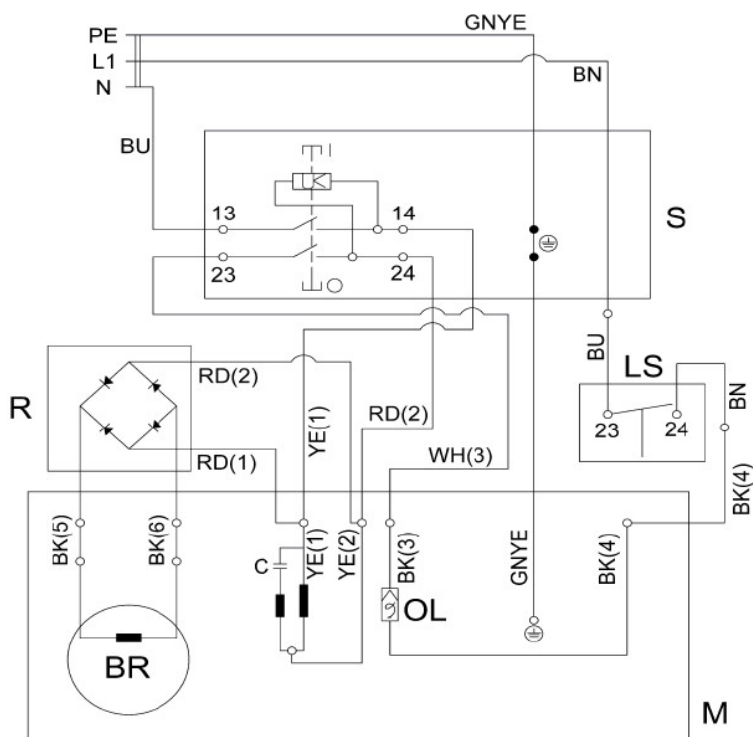 PE
GNYE
L1
BN
N
BU
I
U<
13
14
S
23
24
BU
LS
BN
R
RD(2)
RD(2)
YE(1)
23
24
RD(1)
WH(3)
BK(4)
BK(5)
BK(6)
C
YE(1)
YE(2)
BK(3)
OL
GNYE
BK(4)
BR
M